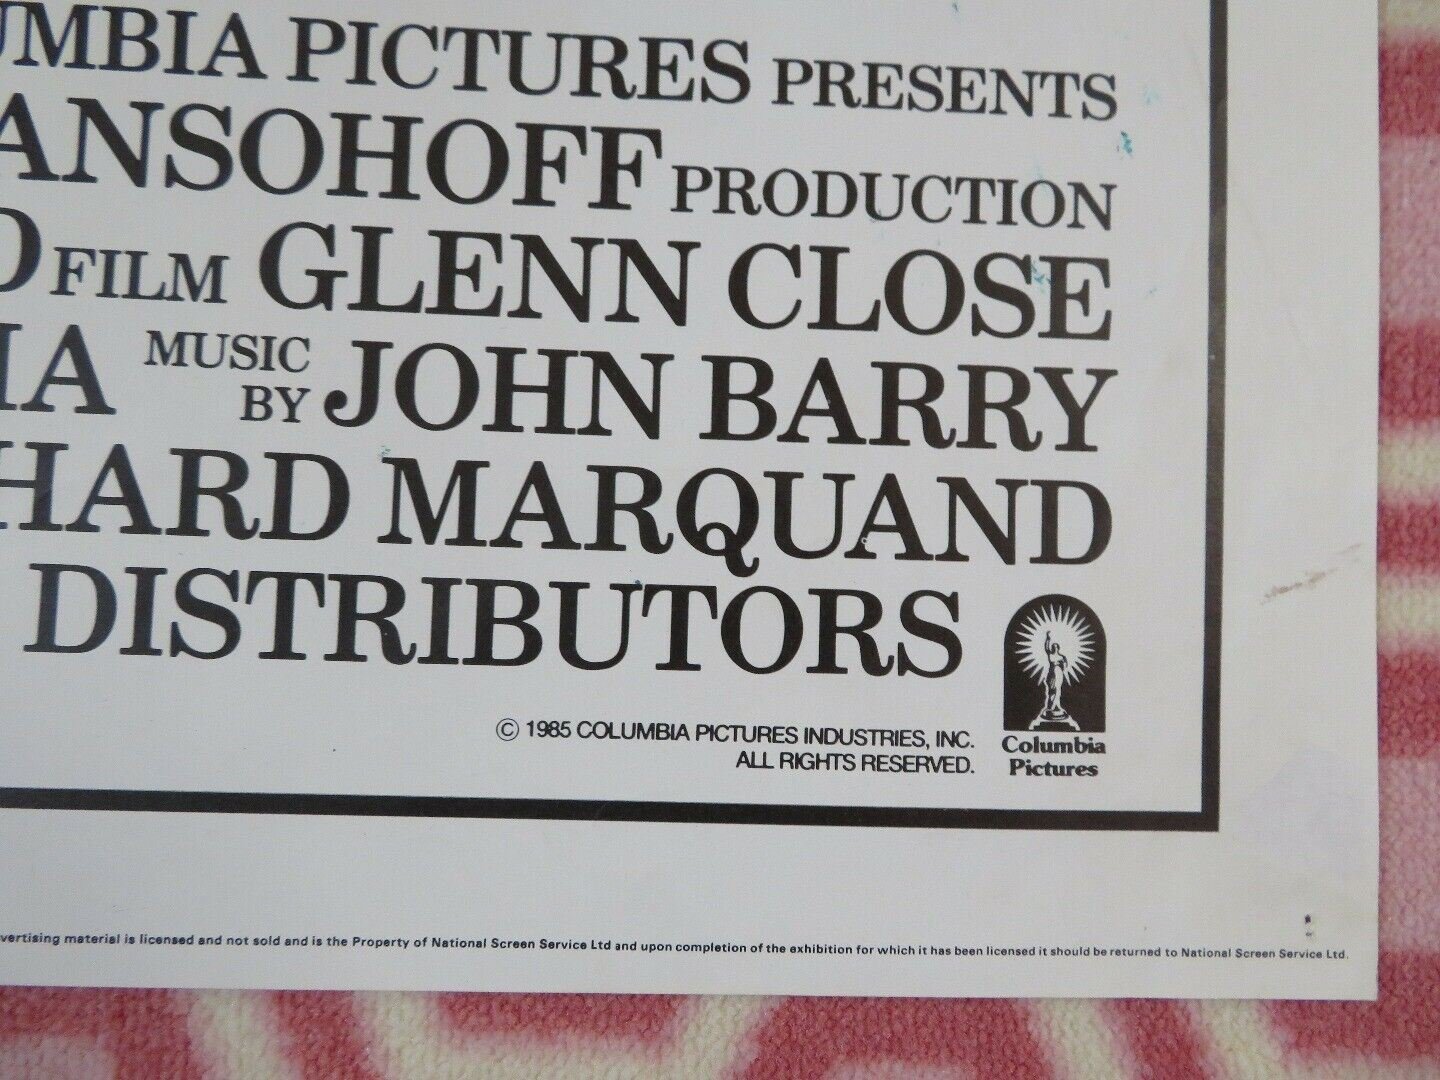 UMBIA PICTURES PRESENTS
ANSOHOFF PRODUCTION
D FILM GLENN CLOSE
IA MUSIC BY JOHN BARRY
HARD MARQUAND
DISTRIBUTORS
© 1985 COLUMBIA PICTURES INDUSTRIES, INC.
ALL RIGHTS RESERVED.
Columbia
Pictures
vertising material is licensed and not sold and is the Property of National Screen Service Ltd and upon completion of the exhibition for which it has been licensed it should be returned to National Screen Service Ltd.